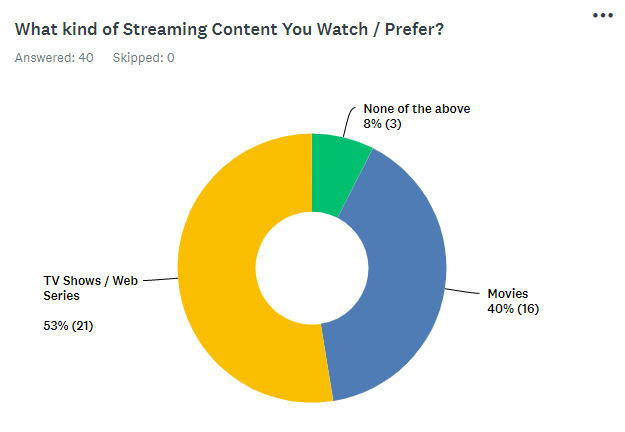 What kind of Streaming Content You Watch / Prefer?
Answered: 40 Skipped: 0
None of the above
8% (3)
TV Shows / Web
Series
53% (21)
Movies
40% (16)